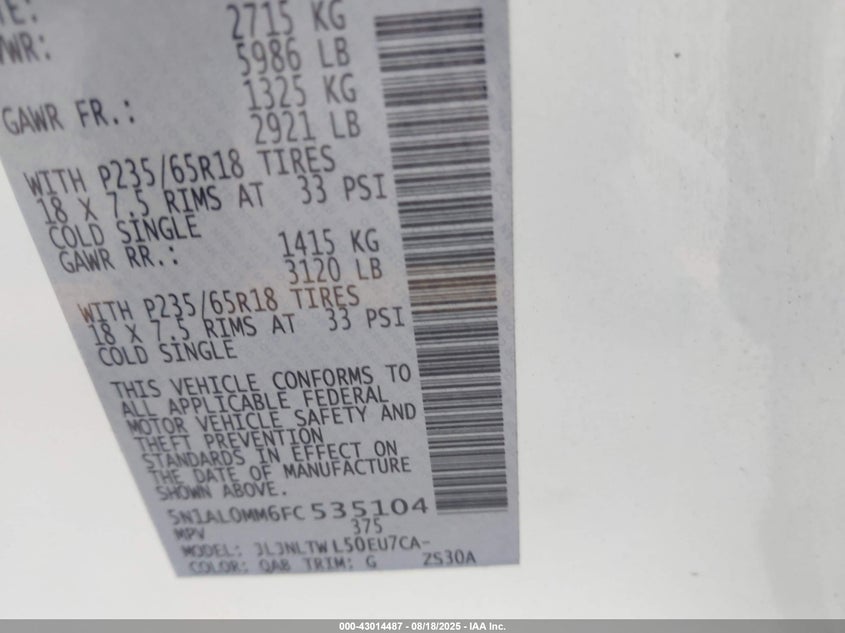 2715 KG
5986 LB
1325 KG
GAWR FR.:
2921 LB
WITH P235/65R18 TIRES
18 X 7.5 RIMS AT 33 PSI
COLD SINGLE
1415 KG
GAWR RR.:
3120 LB
WITH P235/65R18 TIRES
18 X 7.5 RIMS AT 33 PSI
COLD SINGLE
THIS VEHICLE CONFORMS TO
ALL APPLICABLE FEDERAL
MOTOR VEHICLE SAFETY AND
THEFT PREVENTION
STANDARDS IN EFFECT ON
THE DATE OF MANUFACTURE
SHOWN ABOVE.
5N1AL0MM6FC 535104
MPV 375
MODEL: JLJNLTW L50EU7CA-
COLOR: QAB TRIM: G ZS30A
000-43014487 - 08/18/2025 - IAA Inc.